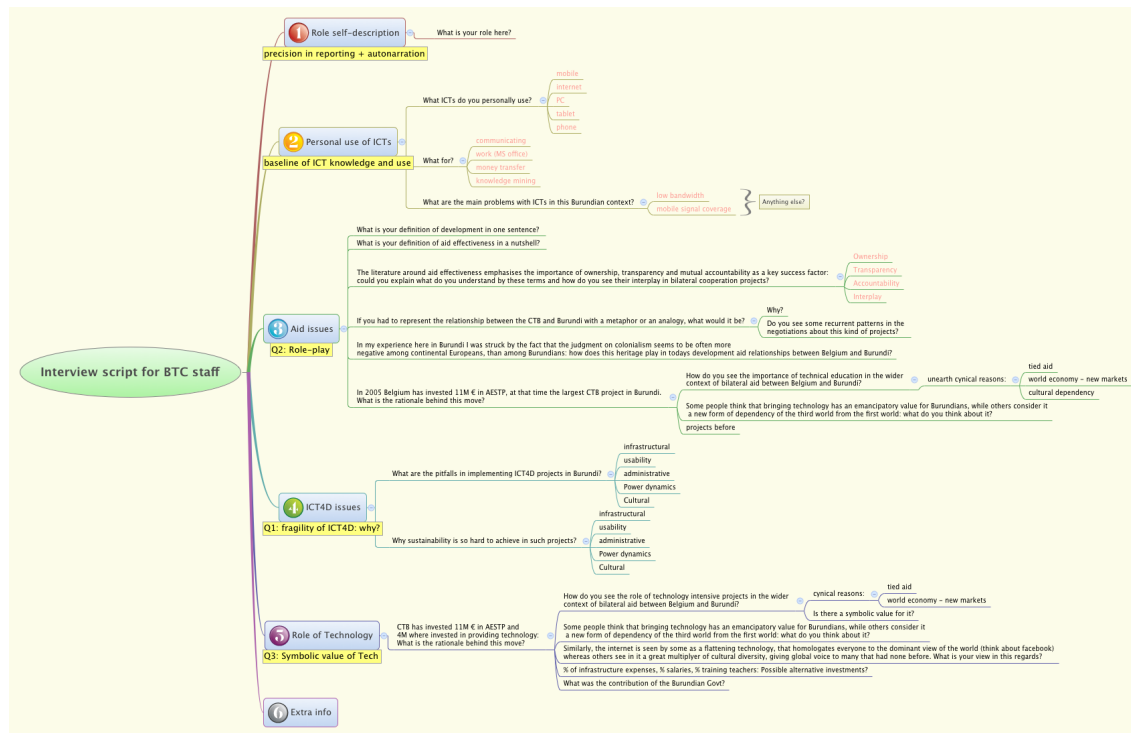 Interview script for BTC staff
1 Role self-description
precision in reporting + autonarration
What is your role here?
2 Personal use of ICTs
baseline of ICT knowledge and use
What ICTs do you personally use?
mobile
internet
PC
tablet
phone
What for?
communicating
work (MS office)
money transfer
knowledge mining
What are the main problems with ICTs in this Burundian context?
low bandwidth
mobile signal coverage
Anything else?
3 Aid issues
Q2: Role-play
What is your definition of development in one sentence?
What is your definition of aid effectiveness in a nutshell?
The literature around aid effectiveness emphasises the importance of ownership, transparency and mutual accountability as a key success factor:
could you explain what do you understand by these terms and how do you see their interplay in bilateral cooperation projects?
Ownership
Transparency
Accountability
Interplay
If you had to represent the relationship between the CTB and Burundi with a metaphor or an analogy, what would it be?
Why?
Do you see some recurrent patterns in the
negotiations about this kind of projects?
In my experience here in Burundi I was struck by the fact that the judgment on colonialism seems to be often more
negative among continental Europeans, than among Burundians: how does this heritage play in todays development aid relationships between Belgium and Burundi?
In 2005 Belgium has invested 11M € in AESTP, at that time the largest CTB project in Burundi.
What is the rationale behind this move?
How do you see the importance of technical education in the wider
context of bilateral aid between Belgium and Burundi?
unearth cynical reasons:
tied aid
world economy - new markets
cultural dependency
Some people think that bringing technology has an emancipatory value for Burundians, while others consider it
a new form of dependency of the third world from the first world: what do you think about it?
projects before
4 ICT4D issues
Q1: fragility of ICT4D: why?
What are the pitfalls in implementing ICT4D projects in Burundi?
infrastructural
usability
administrative
Power dynamics
Cultural
Why sustainability is so hard to achieve in such projects?
infrastructural
usability
administrative
Power dynamics
Cultural
5 Role of Technology
Q3: Symbolic value of Tech
CTB has invested 11M € in AESTP and
4M where invested in providing technology:
What is the rationale behind this move?
How do you see the role of technology intensive projects in the wider
context of bilateral aid between Belgium and Burundi?
cynical reasons:
tied aid
world economy - new markets
Is there a symbolic value for it?
Some people think that bringing technology has an emancipatory value for Burundians, while others consider it
a new form of dependency of the third world from the first world: what do you think about it?
Similarly, the internet is seen by some as a flattening technology, that homologates everyone to the dominant view of the world (think about facebook)
whereas others see in it a great multiplyer of cultural diversity, giving global voice to many that had none before. What is your view in this regards?
% of infrastructure expenses, % salaries, % training teachers: Possible alternative investments?
What was the contribution of the Burundian Govt?
6 Extra info